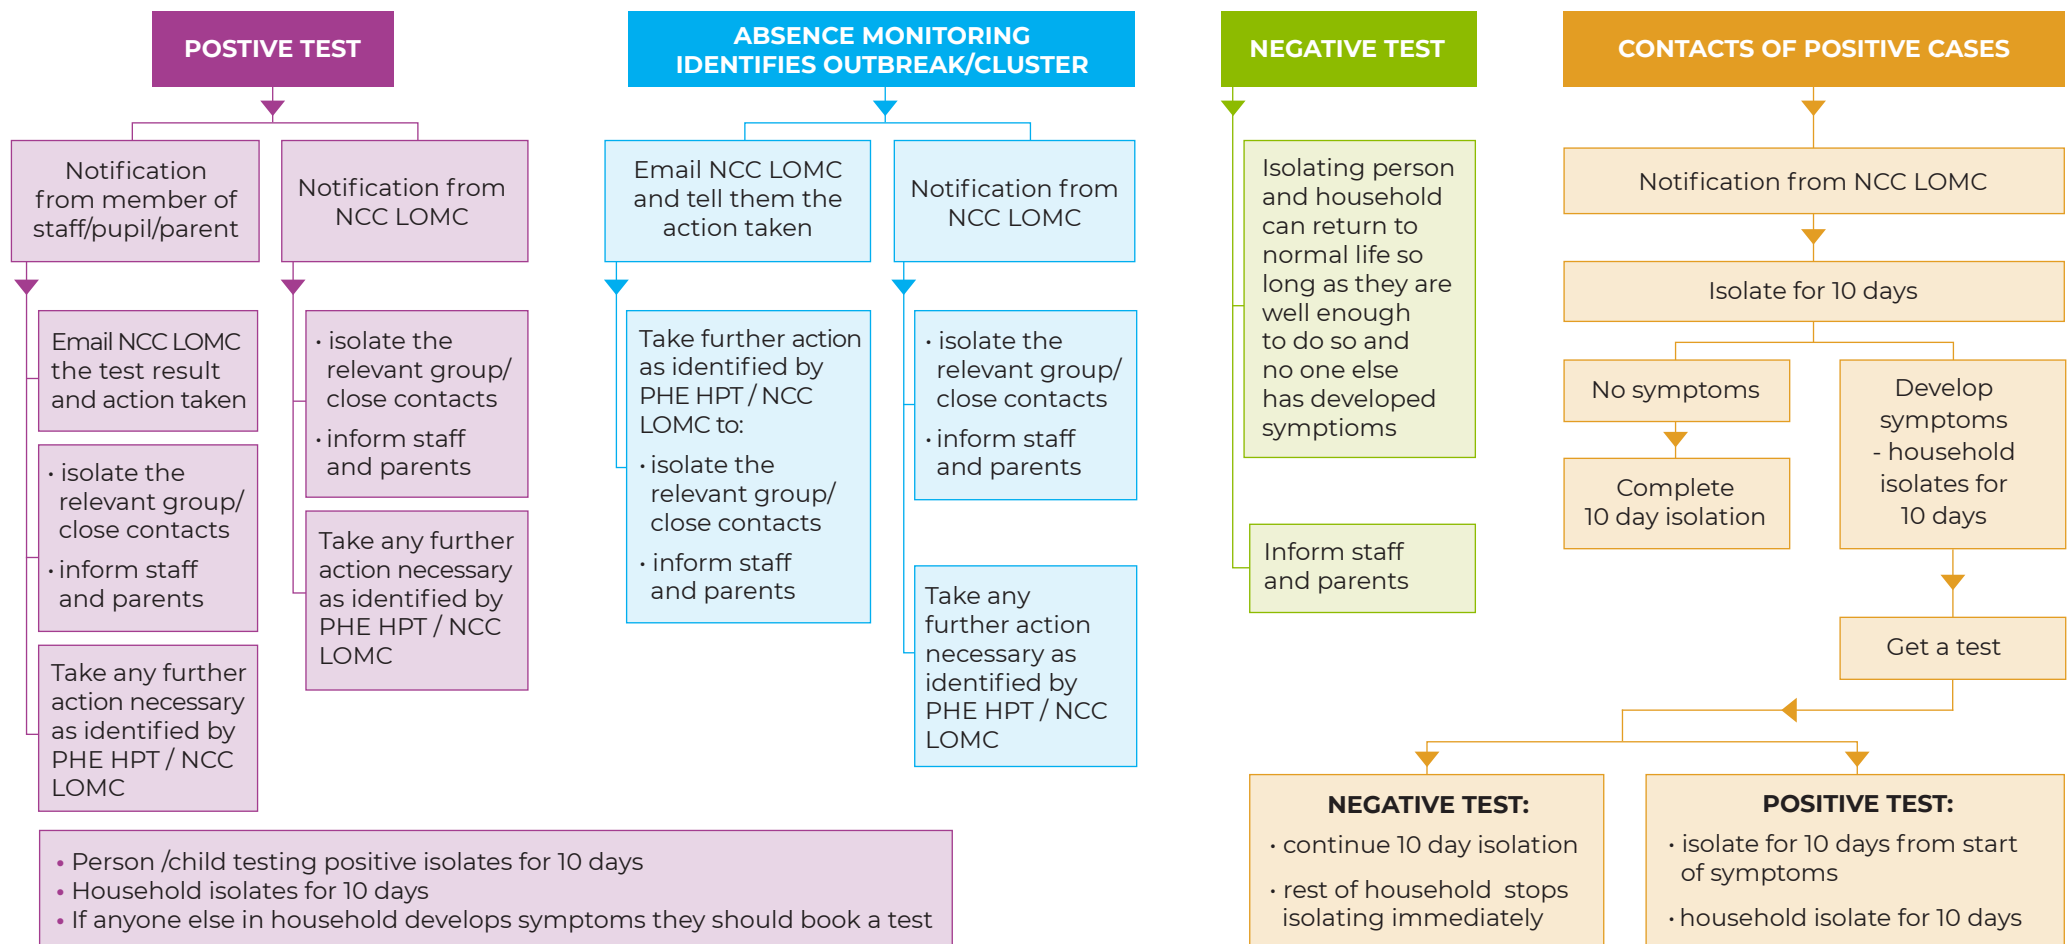 POSTIVE TEST
Notification
from member of
staff/pupil/parent
Notification from
NCC LOMC
Email NCC LOMC
the test result
and action taken
· isolate the
relevant group/
close contacts
· inform staff
and parents
Take any further
action necessary
as identified by
PHE HPT / NCC
LOMC
· isolate the
relevant group/
close contacts
· inform staff
and parents
Take any further
action necessary
as identified by
PHE HPT / NCC
LOMC
• Person /child testing positive isolates for 10 days
• Household isolates for 10 days
• If anyone else in household develops symptoms they should book a test
ABSENCE MONITORING
IDENTIFIES OUTBREAK/CLUSTER
Email NCC LOMC
and tell them the
action taken
Notification from
NCC LOMC
Take further action
as identified by
PHE HPT / NCC
LOMC to:
· isolate the
relevant group/
close contacts
· inform staff
and parents
· isolate the
relevant group/
close contacts
· inform staff
and parents
Take any
further action
necessary as
identified by
PHE HPT / NCC
LOMC
NEGATIVE TEST
Isolating person
and household
can return to
normal life so
long as they are
well enough
to do so and
no one else
has developed
symptioms
Inform staff
and parents
CONTACTS OF POSITIVE CASES
Notification from NCC LOMC
Isolate for 10 days
No symptoms
Complete
10 day isolation
Develop
symptoms
- household
isolates for
10 days
Get a test
NEGATIVE TEST:
· continue 10 day isolation
· rest of household stops
isolating immediately
POSITIVE TEST:
· isolate for 10 days from start
of symptoms
· household isolate for 10 days